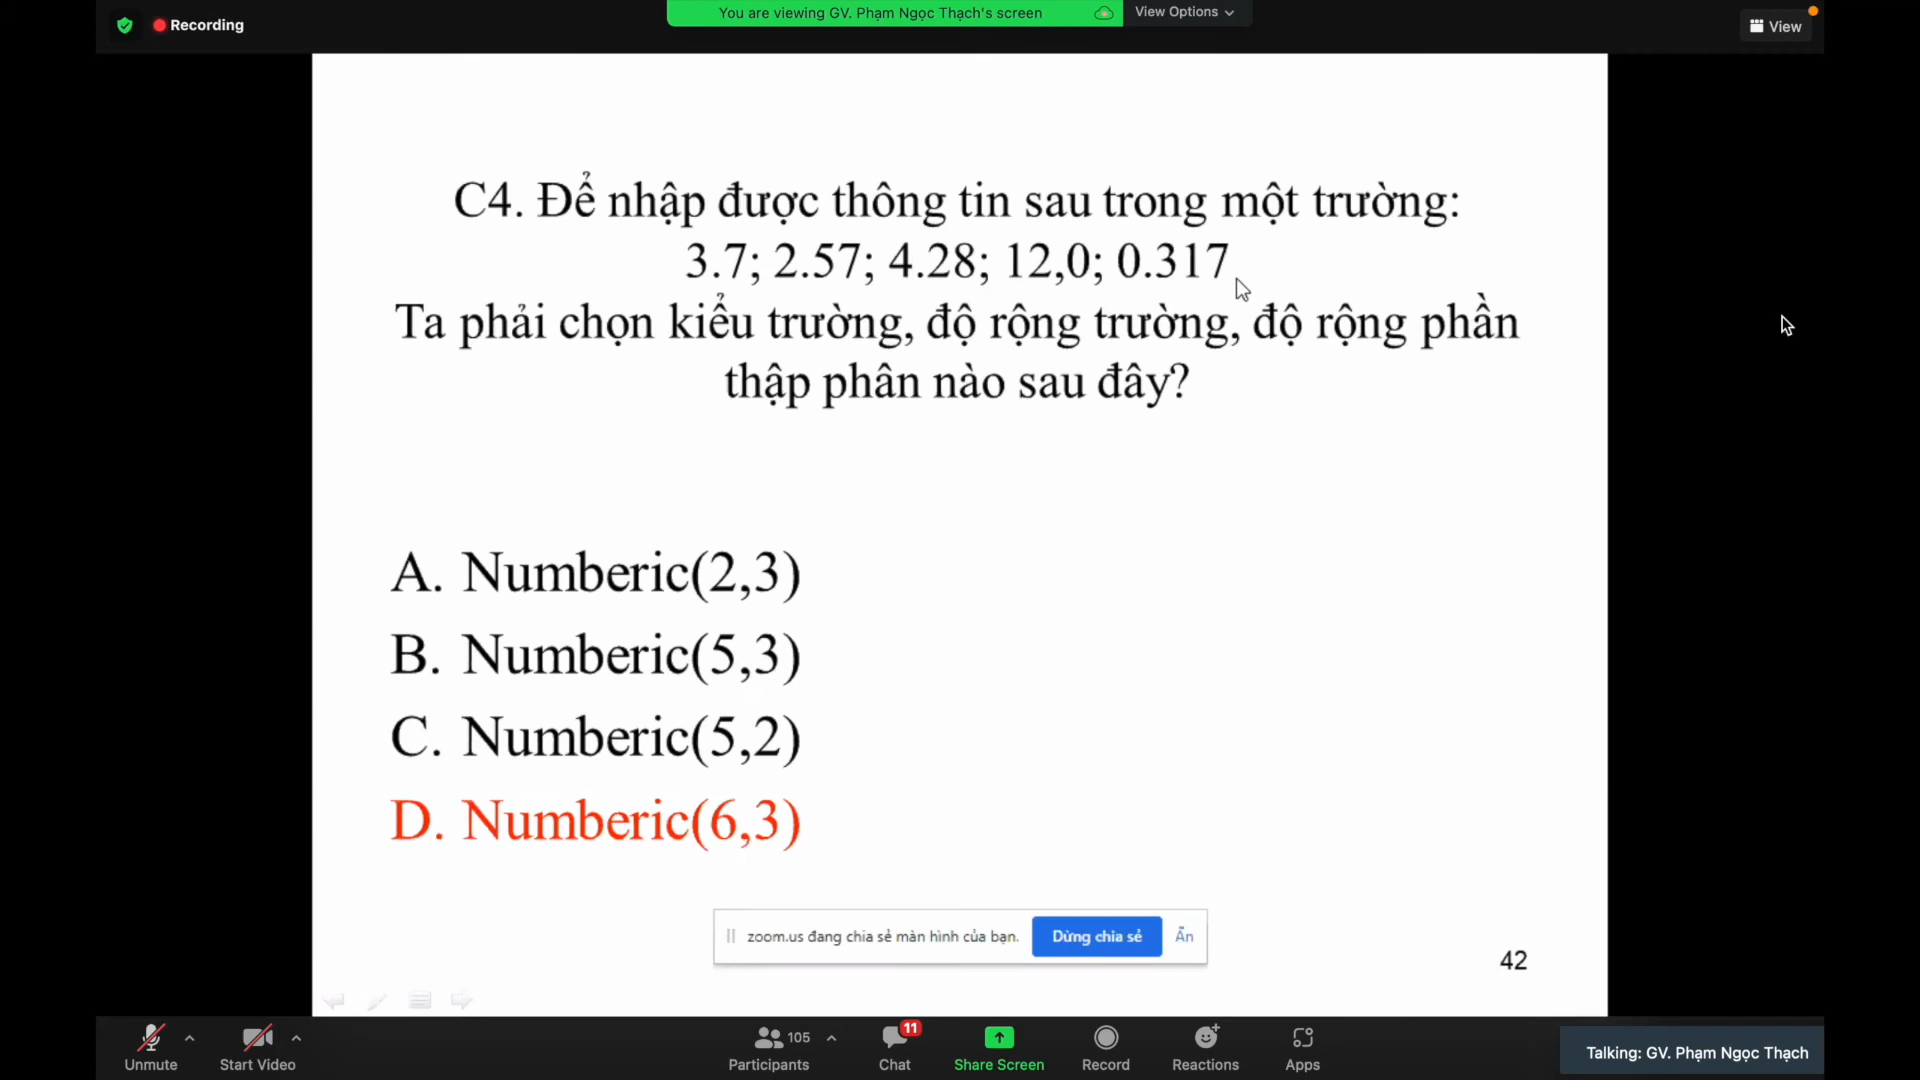 Recording
You are viewing GV. Phạm Ngọc Thạch's screen
View Options
View
C4. Để nhập được thông tin sau trong một trường:
3.7; 2.57; 4.28; 12,0; 0.317
Ta phải chọn kiểu trường, độ rộng trường, độ rộng phần
thập phân nào sau đây?
A. Numberic(2,3)
B. Numberic(5,3)
C. Numberic(5,2)
D. Numberic(6,3)
zoom.us đang chia sẻ màn hình của bạn.
Dừng chia sẻ
Ẩn
42
Unmute
Start Video
105
Participants
11
Chat
Share Screen
Record
Reactions
Apps
Talking: GV. Phạm Ngọc Thạch